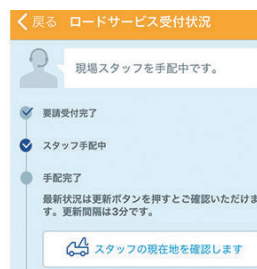 戻る ロードサービス受付状況
現場スタッフを手配中です。
要請受付完了
スタッフ手配中
手配完了
最新状況は更新ボタンを押すとご確認いただけま
す。更新間隔は3分です。
スタッフの現在地を確認します